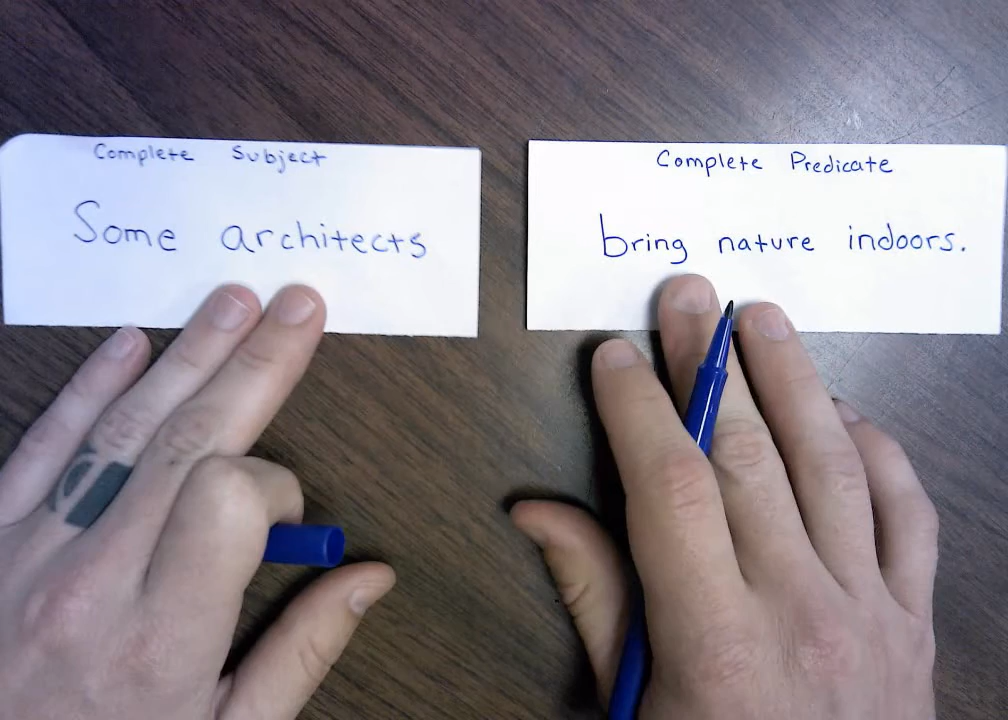 Complete Subject
Some architects
Complete Predicate
bring nature indoors.